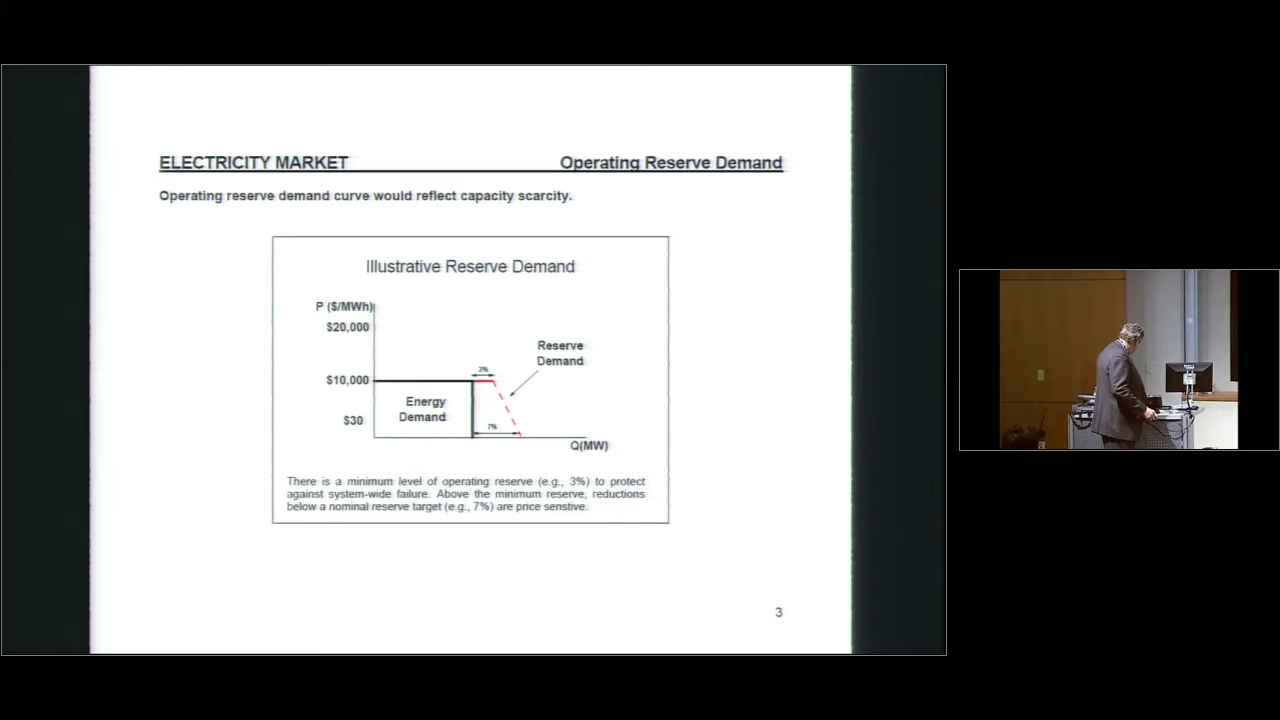 ELECTRICITY MARKET Operating Reserve Demand
Operating reserve demand curve would reflect capacity scarcity.
Illustrative Reserve Demand
P ($/MWh)
$20,000
Reserve
Demand
3%
$10,000
Energy
Demand
$30
7%
Q(MW)
There is a minimum level of operating reserve (e.g., 3%) to protect
against system-wide failure. Above the minimum reserve, reductions
below a nominal reserve target (e.g., 7%) are price senstive.
3